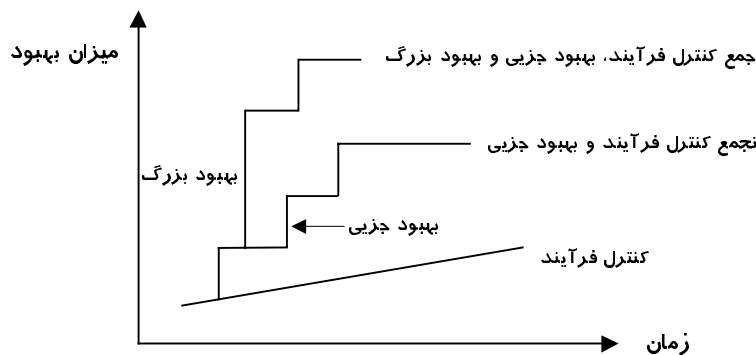 میزان بهبود
جمع کنترل فرآیند، بهبود جزیی و بهبود بزرگ
تجمع کنترل فرآیند و بهبود جزیی
بهبود بزرگ
بهبود جزیی
کنترل فرآیند
زمان